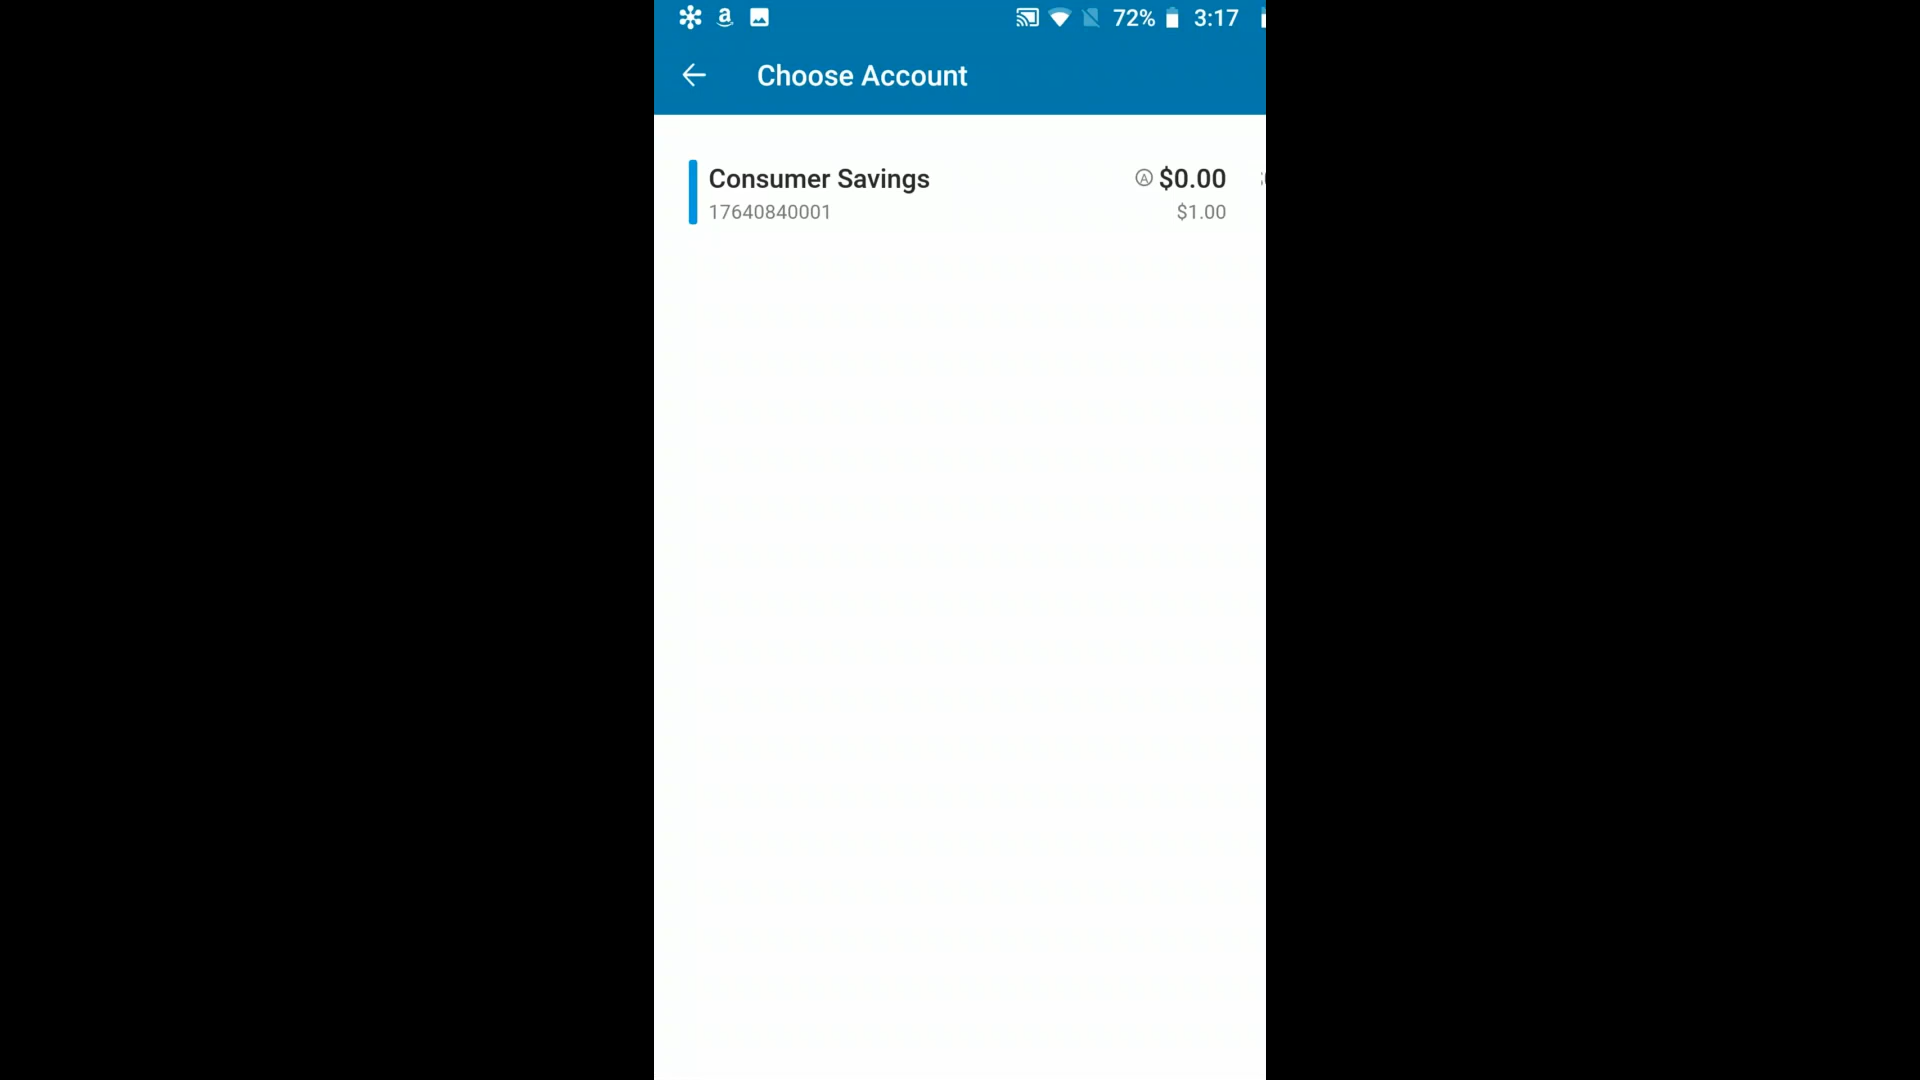 72% 3:17
Choose Account
Consumer Savings Ⓐ $0.00
17640840001 $1.00